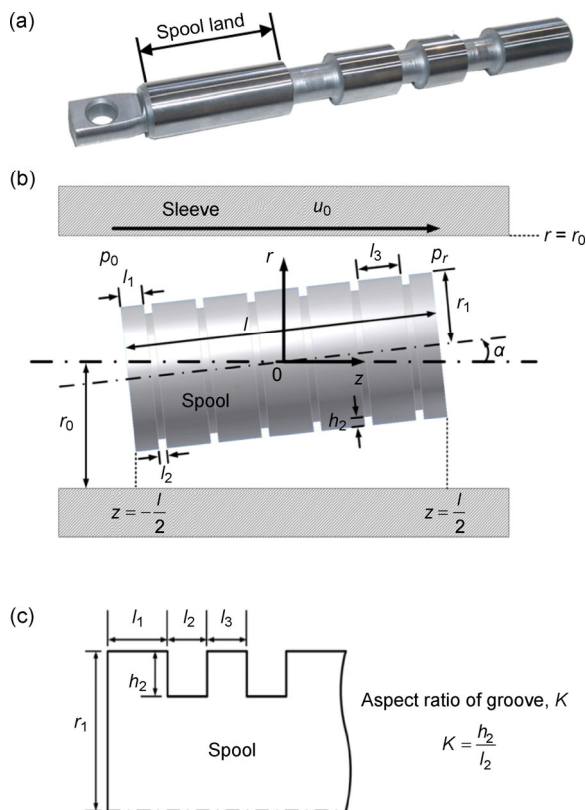 (a)
Spool land
(b)
Sleeve
u₀
r = r₀
p₀
l₁
r
l₃
pᵣ
l
r₁
α
0
z
r₀
Spool
h₂
l₂
z = -l/2
z = l/2
(c)
l₁
l₂
l₃
h₂
r₁
Spool
Aspect ratio of groove, K
K = h₂/l₂